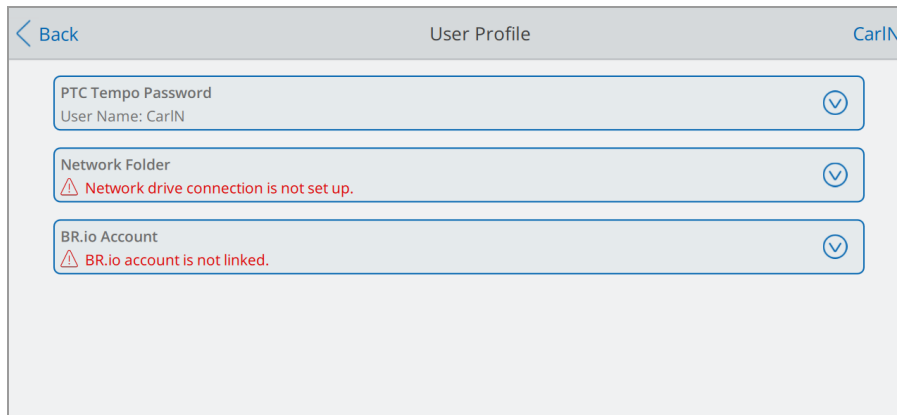 Back
User Profile
CarlN
PTC Tempo Password
User Name: CarlN
Network Folder
Network drive connection is not set up.
BR.io Account
BR.io account is not linked.